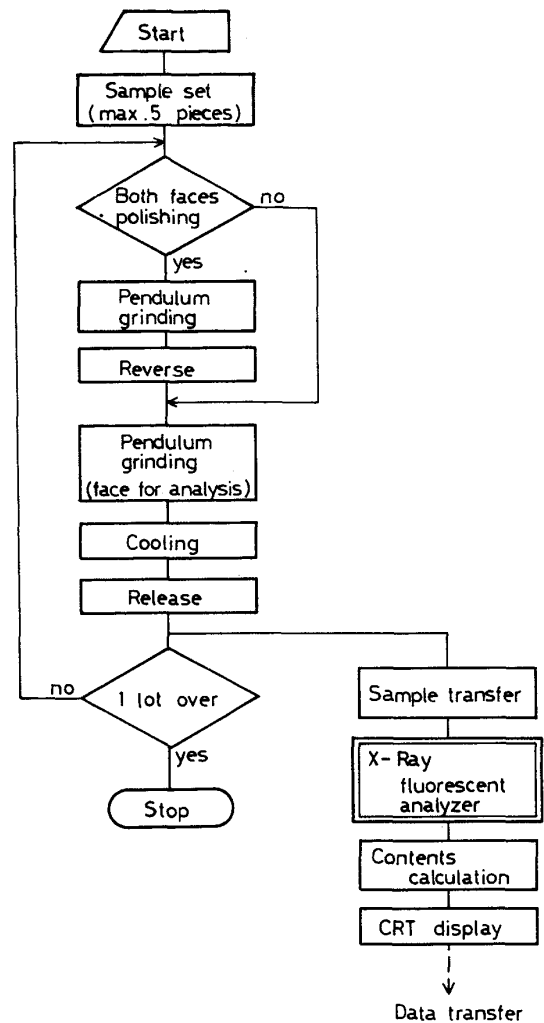 Start
Sample set
(max.5 pieces)
Both faces
polishing
no
yes
Pendulum
grinding
Reverse
Pendulum
grinding
(face for analysis)
Cooling
Release
no
1 lot over
yes
Stop
Sample transfer
X-Ray
fluorescent
analyzer
Contents
calculation
CRT display
Data transfer